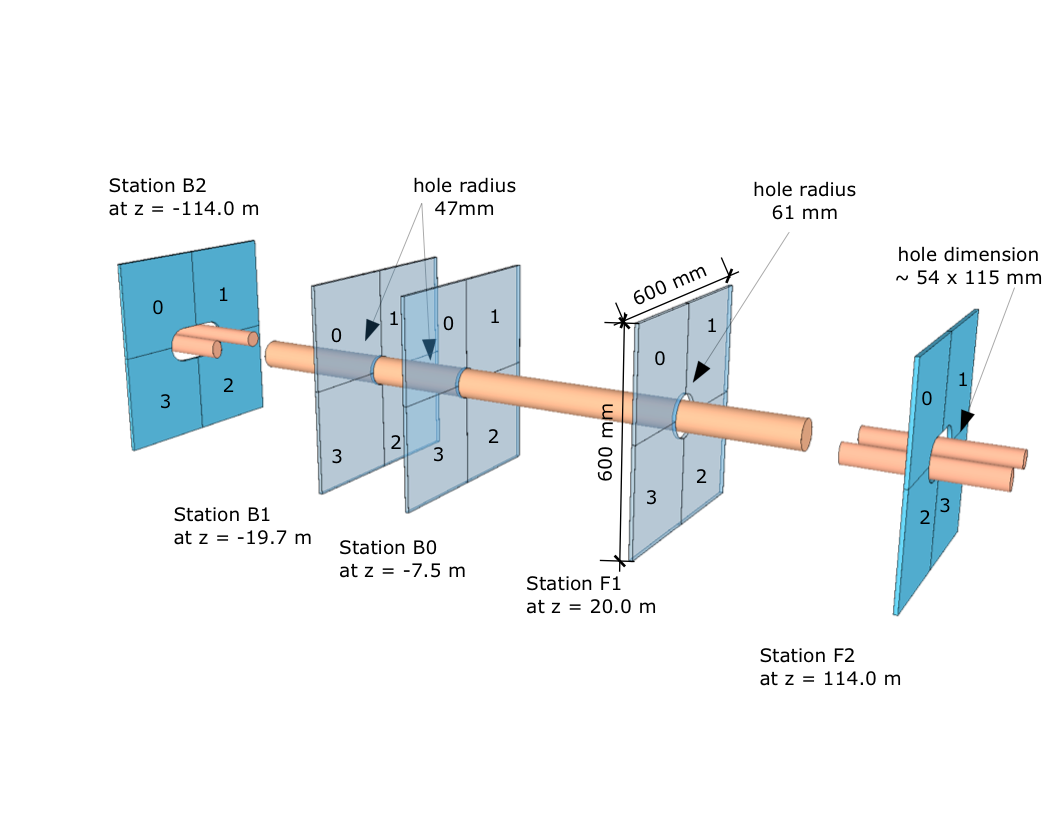 Station B2
at z = -114.0 m
hole radius
47mm
hole radius
61 mm
hole dimension
~ 54 x 115 mm
600 mm
600 mm
0
1
2
3
0
1
2
3
0
1
2
3
0
1
2
3
0
1
2
3
Station B1
at z = -19.7 m
Station B0
at z = -7.5 m
Station F1
at z = 20.0 m
Station F2
at z = 114.0 m